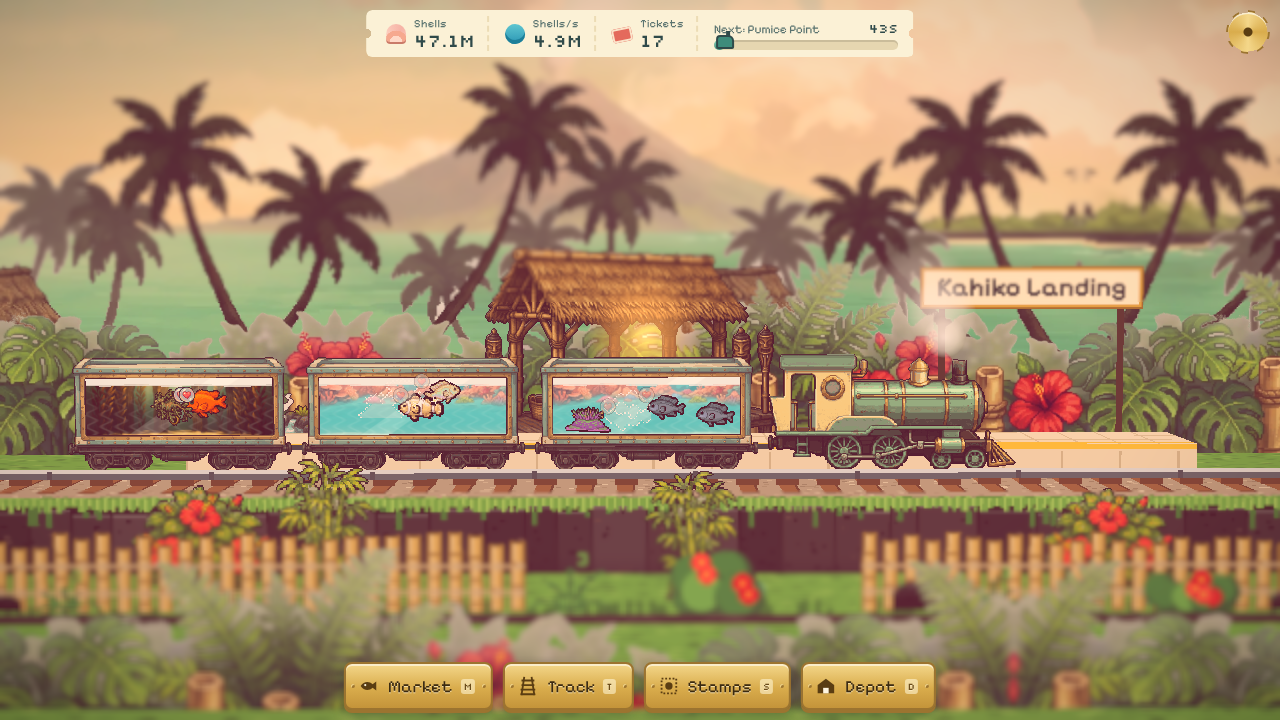 Shells
47.1M
Shells/s
4.9M
Tickets
17
Next: Pumice Point
43S
Kahiko Landing
Market M
Track T
Stamps S
Depot D